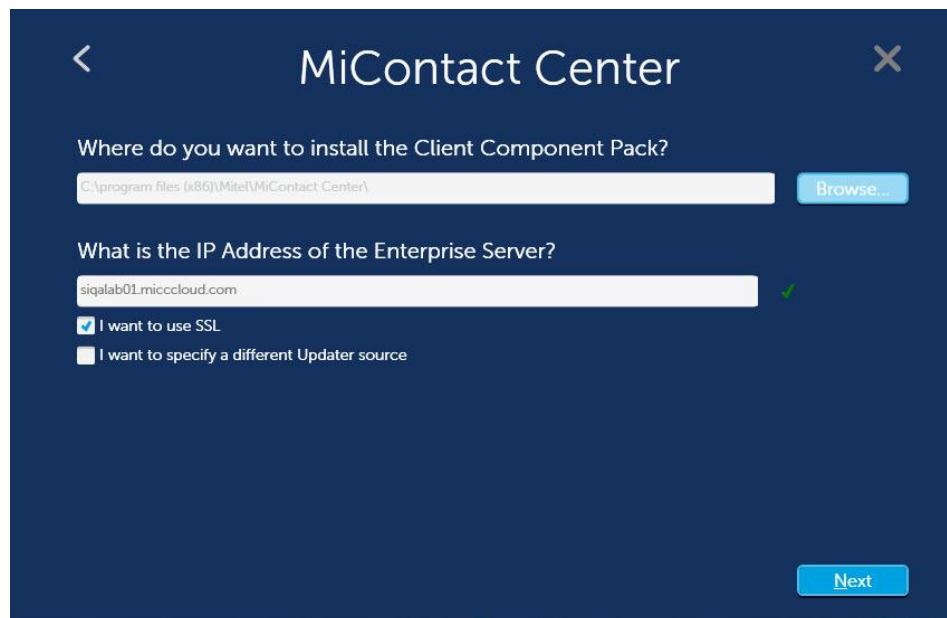 MiContact Center
Where do you want to install the Client Component Pack?
C:\program files (x86)\Mitel\MiContact Center\
Browse...
What is the IP Address of the Enterprise Server?
siqalab01.micccloud.com
I want to use SSL
I want to specify a different Updater source
Next